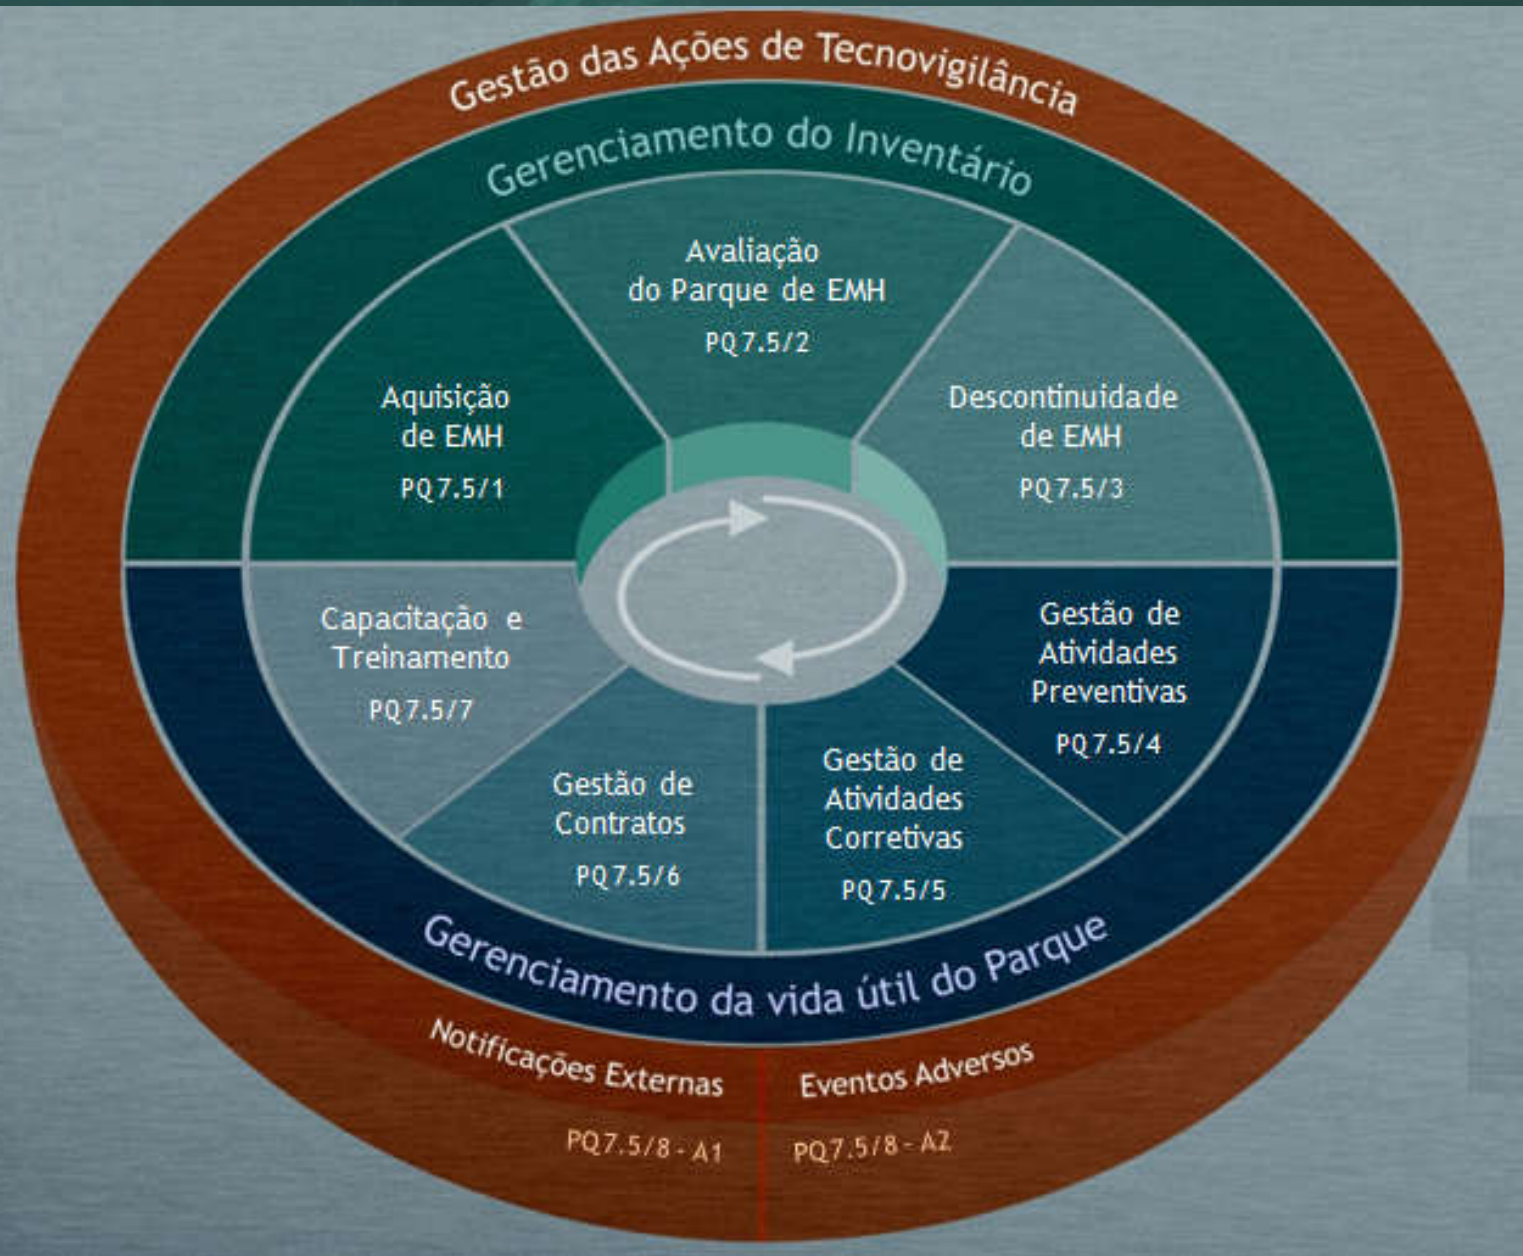 Gestão das Ações de Tecnovigilância
Gerenciamento do Inventário
Avaliação
do Parque de EMH
PQ7.5/2
Aquisição
de EMH
PQ7.5/1
Descontinuidade
de EMH
PQ7.5/3
Capacitação e
Treinamento
PQ7.5/7
Gestão de
Atividades
Preventivas
PQ7.5/4
Gestão de
Contratos
PQ7.5/6
Gestão de
Atividades
Corretivas
PQ7.5/5
Gerenciamento da vida útil do Parque
Notificações Externas
PQ7.5/8 - A1
Eventos Adversos
PQ7.5/8 - A2